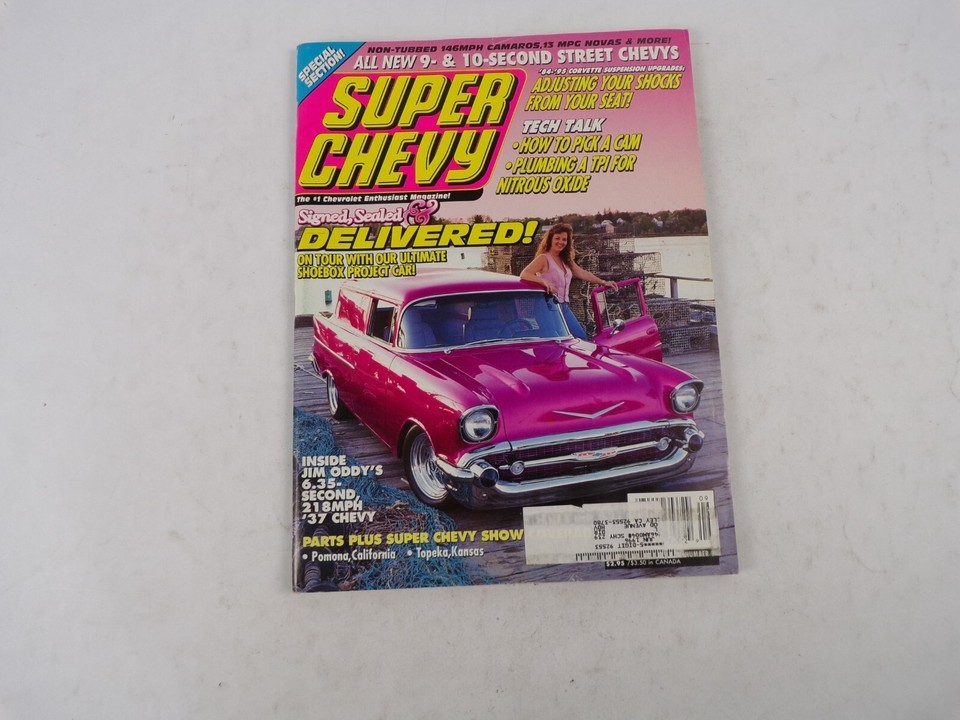 SPECIAL
SECTION!
NON-TUBBED 146MPH CAMAROS, 13 MPG NOVAS & MORE!
ALL NEW 9- & 10-SECOND STREET CHEVYS
SUPER
CHEVY
The #1 Chevrolet Enthusiast Magazine!
'84-'95 CORVETTE SUSPENSION UPGRADES:
ADJUSTING YOUR SHOCKS
FROM YOUR SEAT!
TECH TALK
• HOW TO PICK A CAM
• PLUMBING A TPI FOR
NITROUS OXIDE
Signed, Sealed &
DELIVERED!
ON TOUR WITH OUR ULTIMATE
SHOEBOX PROJECT CAR!
INSIDE
JIM ODDY'S
6.35-
SECOND,
218MPH
'37 CHEVY
PARTS PLUS SUPER CHEVY SHOW
• Pomona, California • Topeka, Kansas
09
NUMBER
$2.95 /$3.50 in CANADA